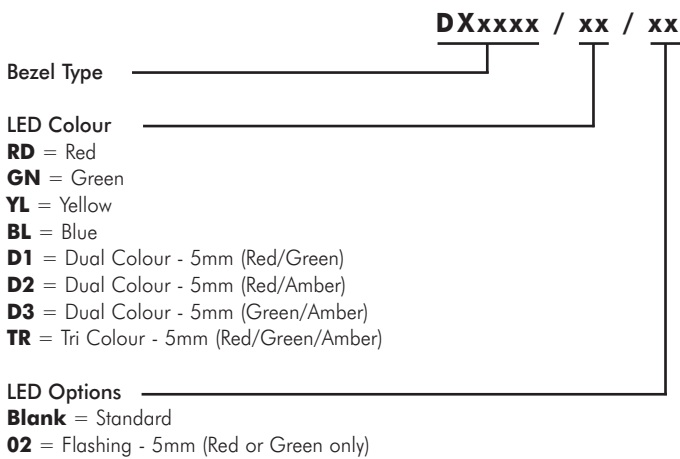 DXxxxx / xx / xx
Bezel Type
LED Colour
RD = Red
GN = Green
YL = Yellow
BL = Blue
D1 = Dual Colour - 5mm (Red/Green)
D2 = Dual Colour - 5mm (Red/Amber)
D3 = Dual Colour - 5mm (Green/Amber)
TR = Tri Colour - 5mm (Red/Green/Amber)
LED Options
Blank = Standard
02 = Flashing - 5mm (Red or Green only)